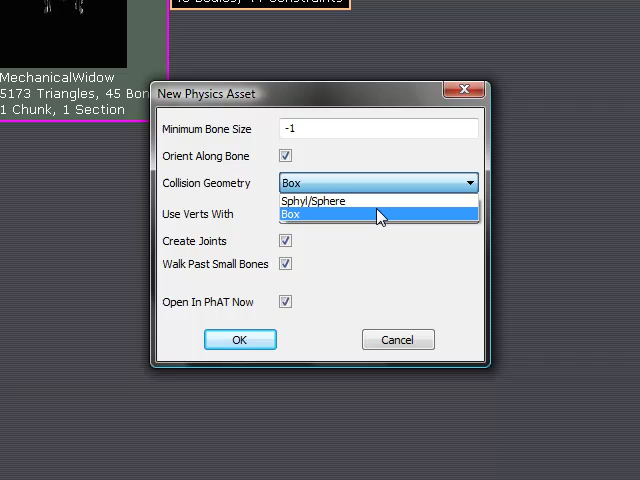 MechanicalWidow
5173 Triangles, 45 Bon
1 Chunk, 1 Section
New Physics Asset
Minimum Bone Size
-1
Orient Along Bone
Collision Geometry
Box
Sphyl/Sphere
Box
Use Verts With
Create Joints
Walk Past Small Bones
Open In PhAT Now
OK
Cancel